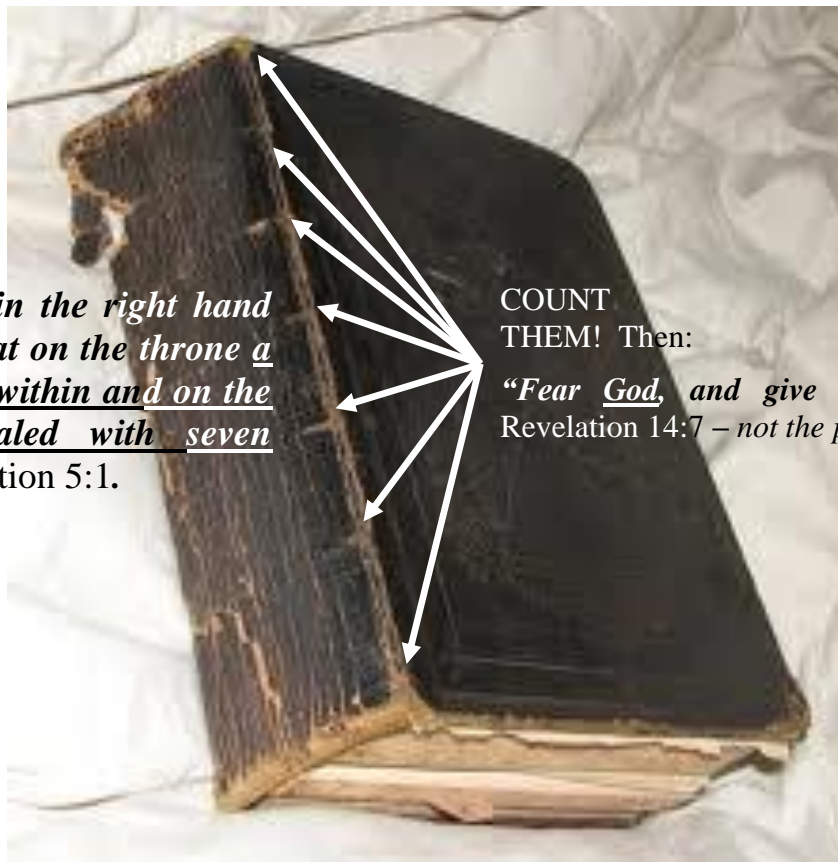 in the right hand
at on the throne a
within and on the
aled with seven
tion 5:1.
COUNT
THEM! Then:
“Fear God, and give
Revelation 14:7 – not the p